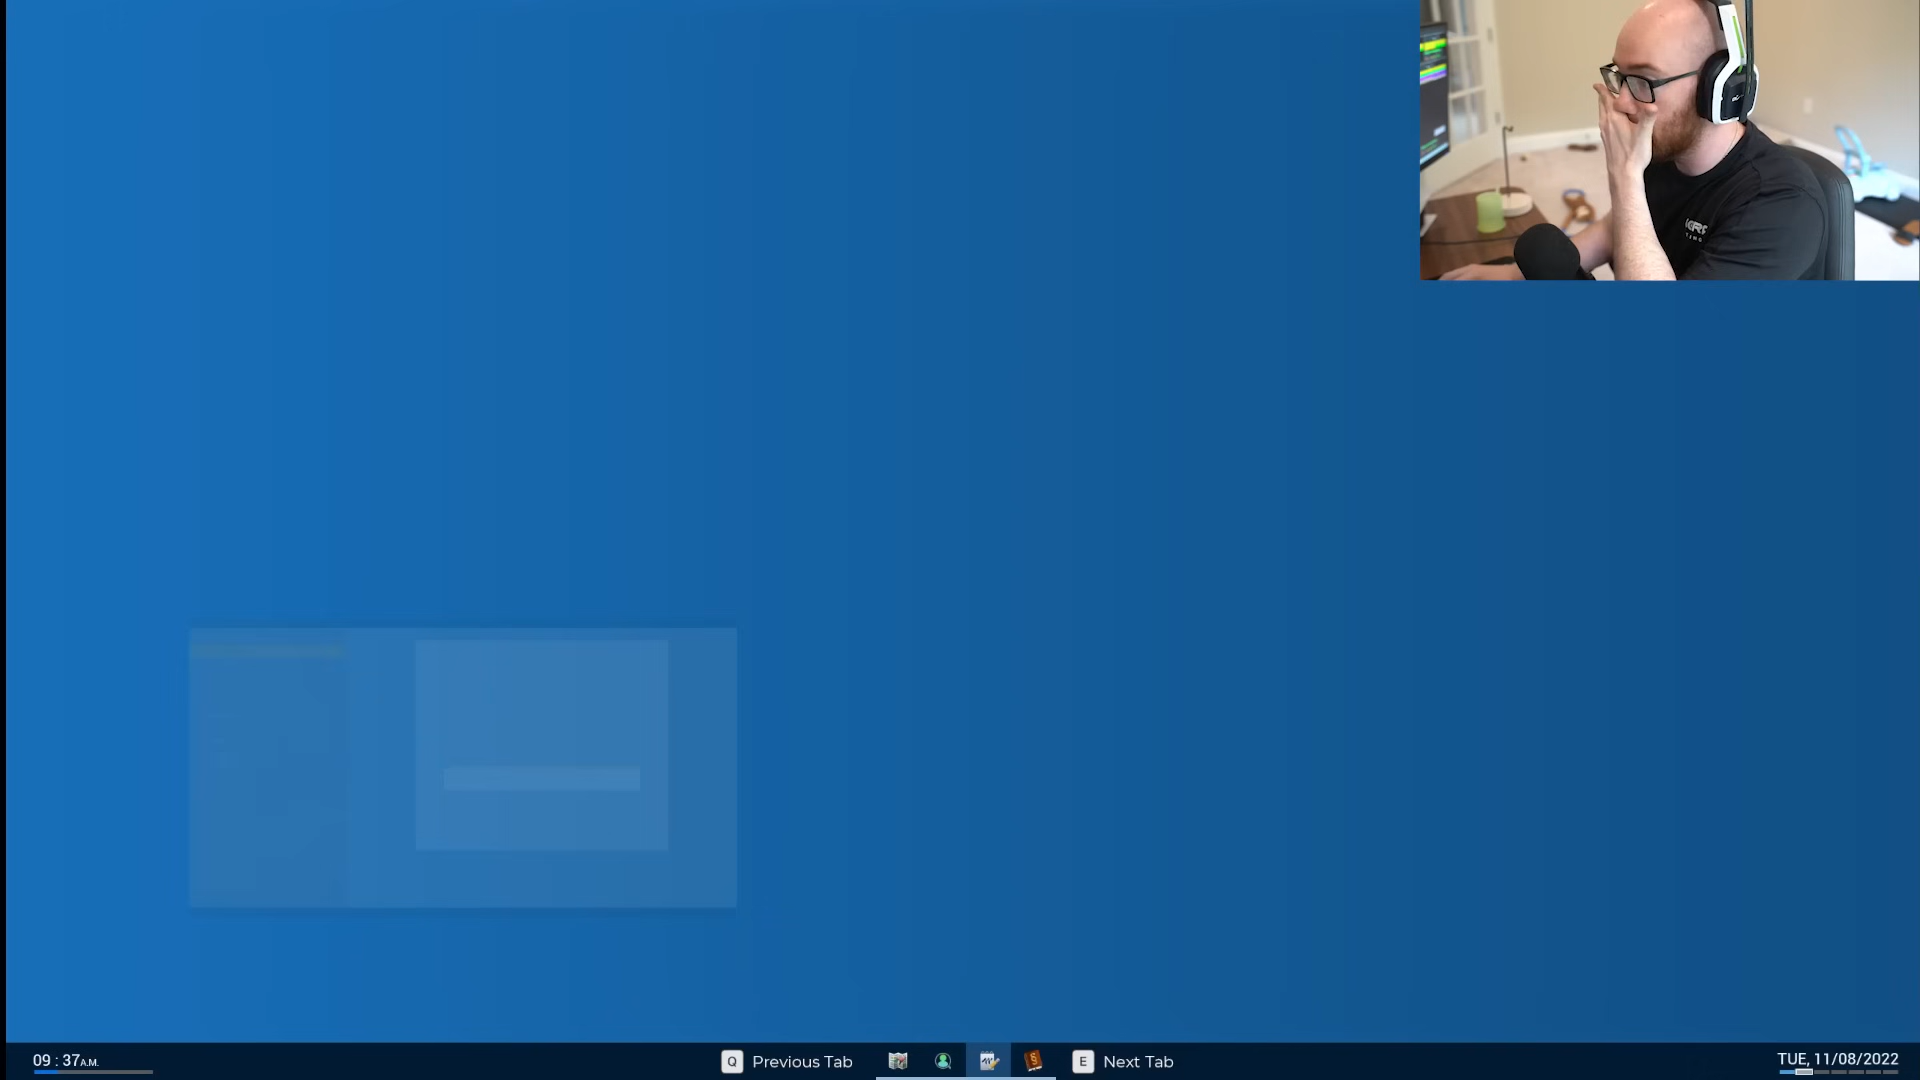 09 : 37A.M.
Q Previous Tab
E Next Tab
TUE, 11/08/2022